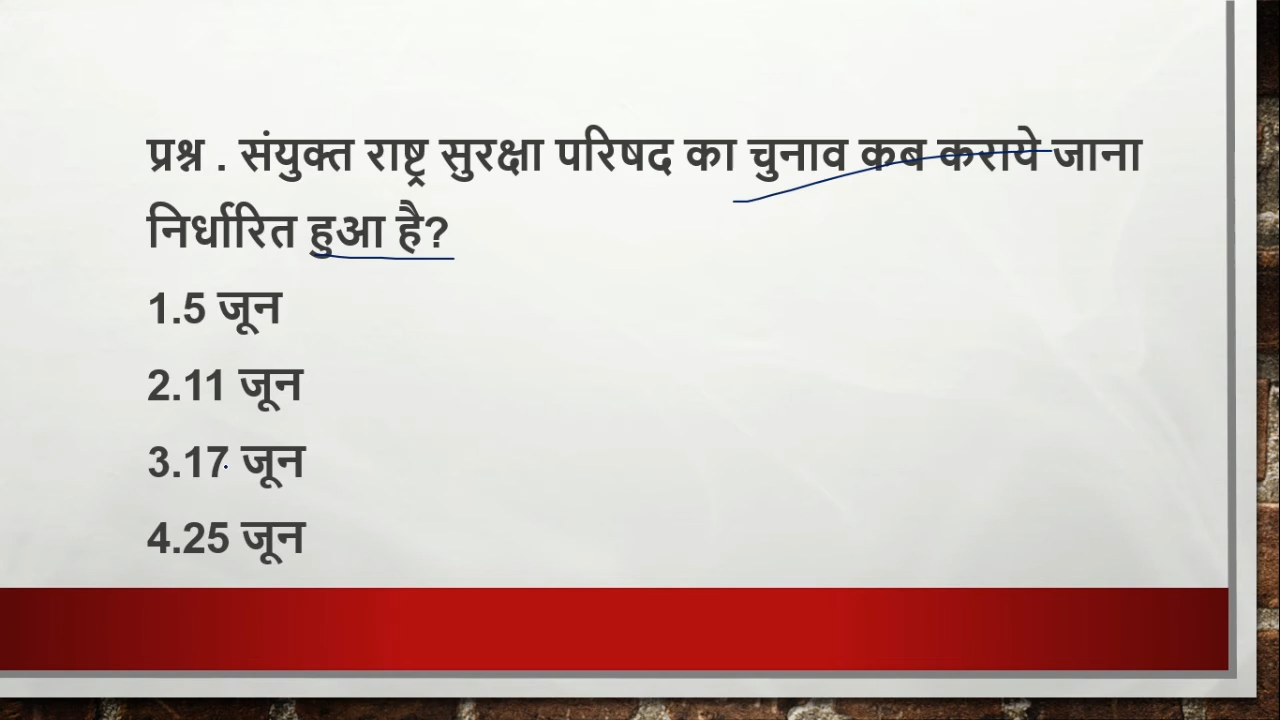 प्रश्न . संयुक्त राष्ट्र सुरक्षा परिषद का चुनाव कब कराये जाना
निर्धारित हुआ है?
1.5 जून
2.11 जून
3.17 जून
4.25 जून